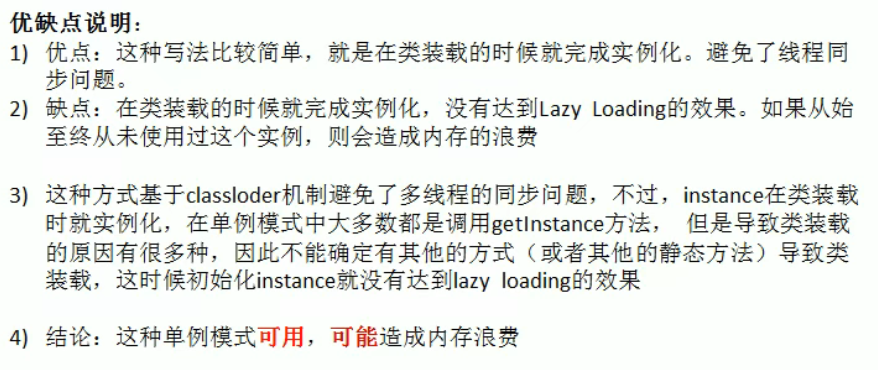 优缺点说明：
1) 优点：这种写法比较简单，就是在类装载的时候就完成实例化。避免了线程同
步问题。
2) 缺点：在类装载的时候就完成实例化，没有达到Lazy Loading的效果。如果从始
至终从未使用过这个实例，则会造成内存的浪费
3) 这种方式基于classloder机制避免了多线程的同步问题，不过，instance在类装载
时就实例化，在单例模式中大多数都是调用getInstance方法， 但是导致类装载
的原因有很多种，因此不能确定有其他的方式（或者其他的静态方法）导致类
装载，这时候初始化instance就没有达到lazy loading的效果
4) 结论：这种单例模式可用，可能造成内存浪费